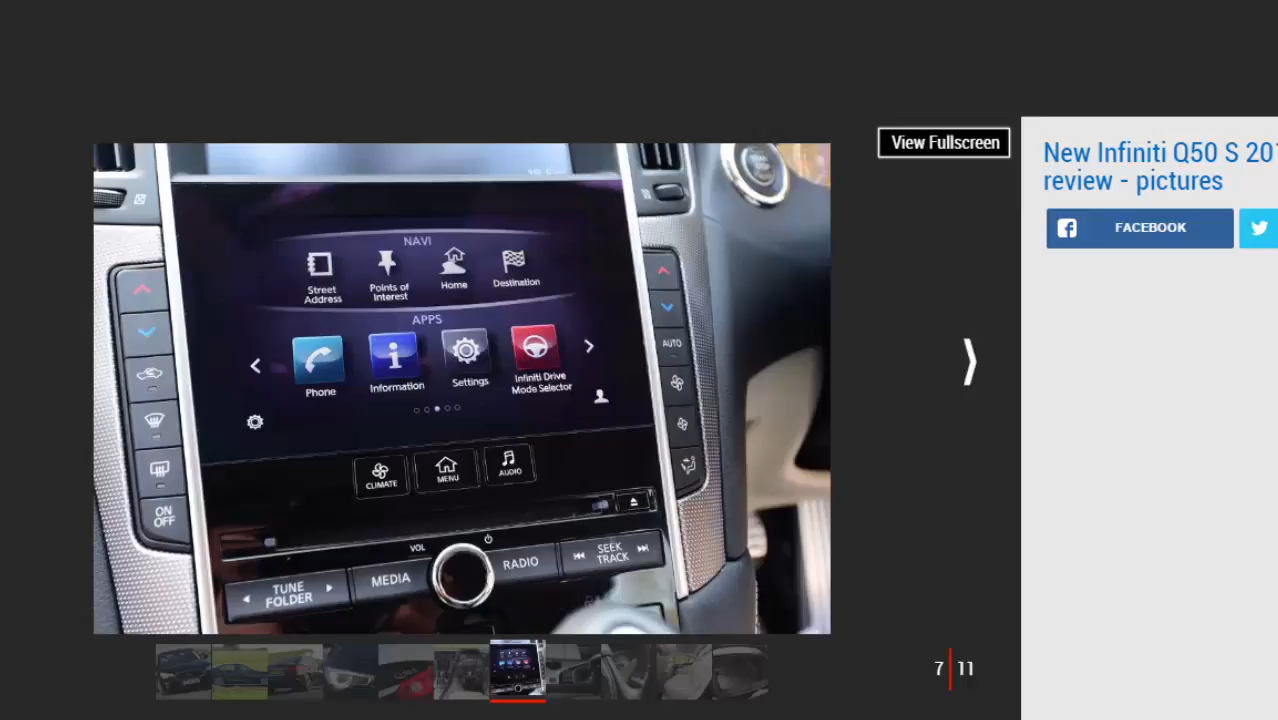 View Fullscreen
New Infiniti Q50 S 20
review - pictures
FACEBOOK
NAVI
Street
Address
Points of
Interest
Home
Destination
APPS
Phone
Information
Settings
Infiniti Drive
Mode Selector
AUTO
ON
OFF
CLIMATE
MENU
AUDIO
VOL
TUNE
FOLDER
MEDIA
RADIO
SEEK
TRACK
7 11